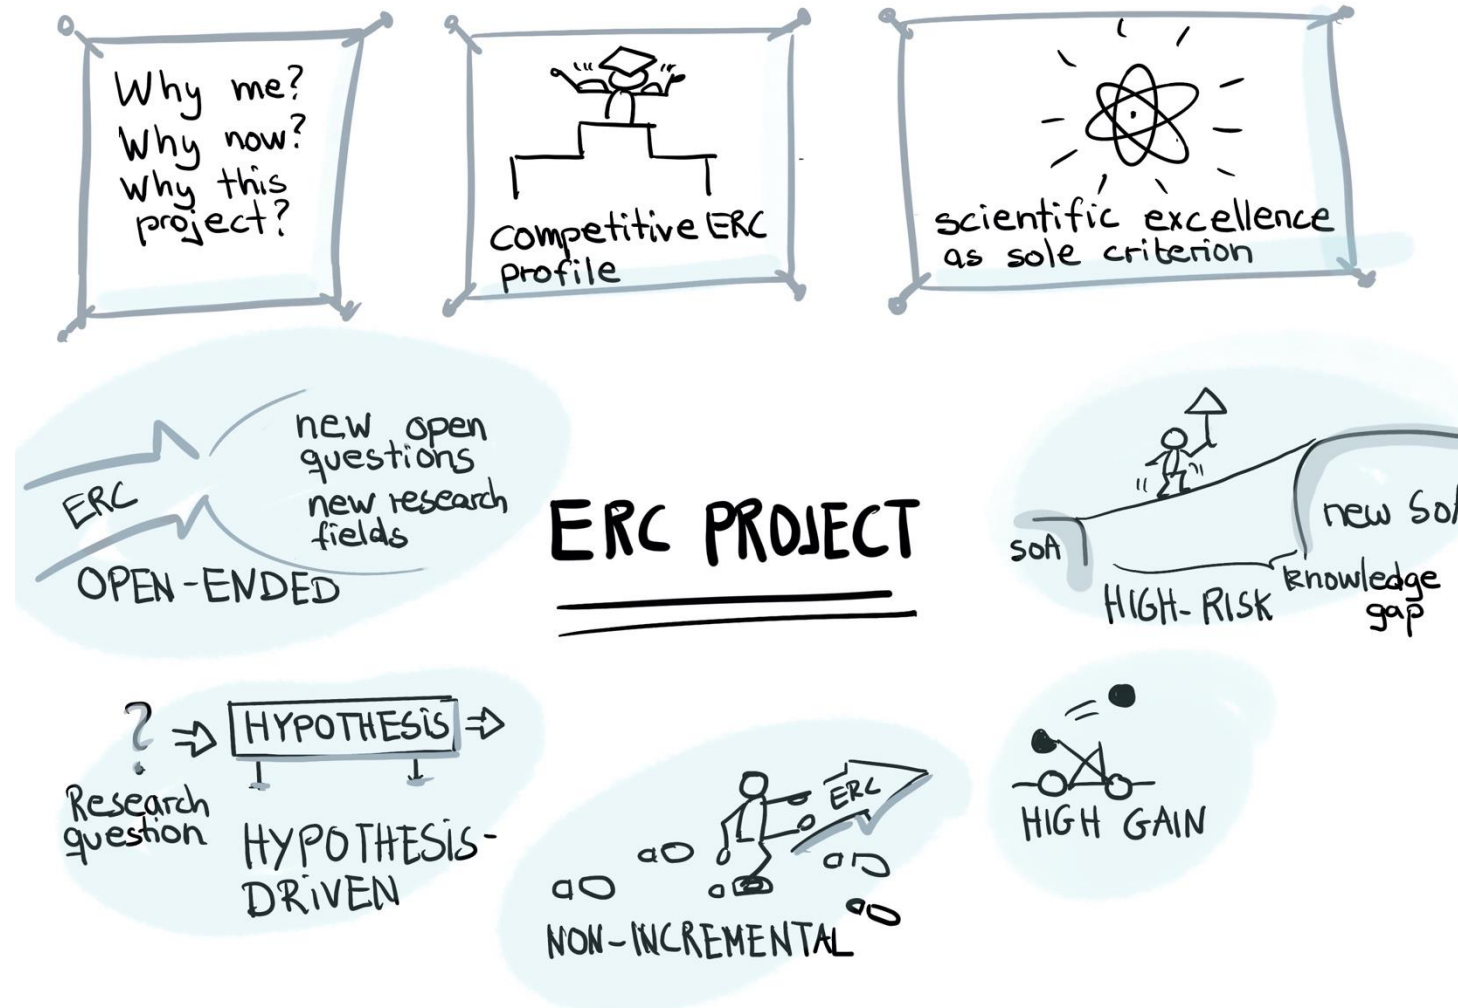 Why me?
Why now?
Why this
project?
competitive ERC
profile
scientific excellence
as sole criterion
ERC
new open
questions
new research
fields
OPEN-ENDED
ERC PROJECT
SOA
new SOA
knowledge
gap
HIGH-RISK
?
Research
question
HYPOTHESIS
HYPOTHESIS-
DRIVEN
ERC
NON-INCREMENTAL
HIGH GAIN